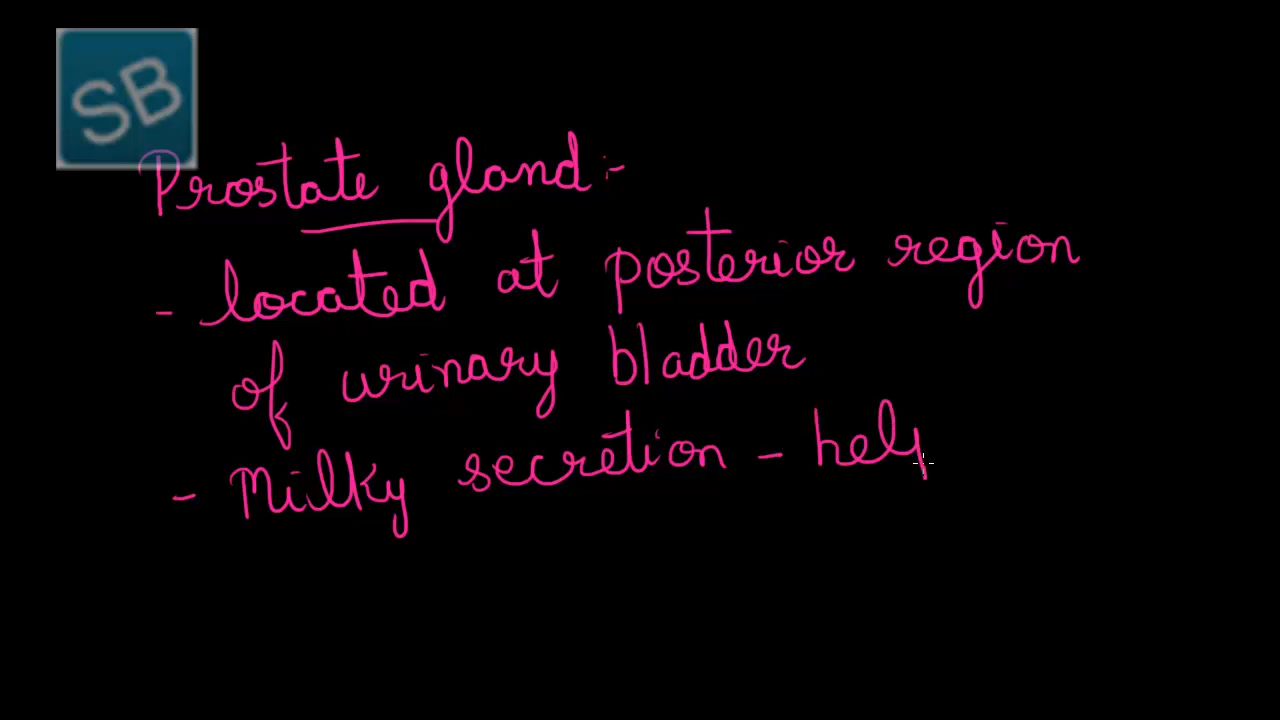 SB
Prostate gland :-
- located at posterior region
of urinary bladder
- Milky secretion - help